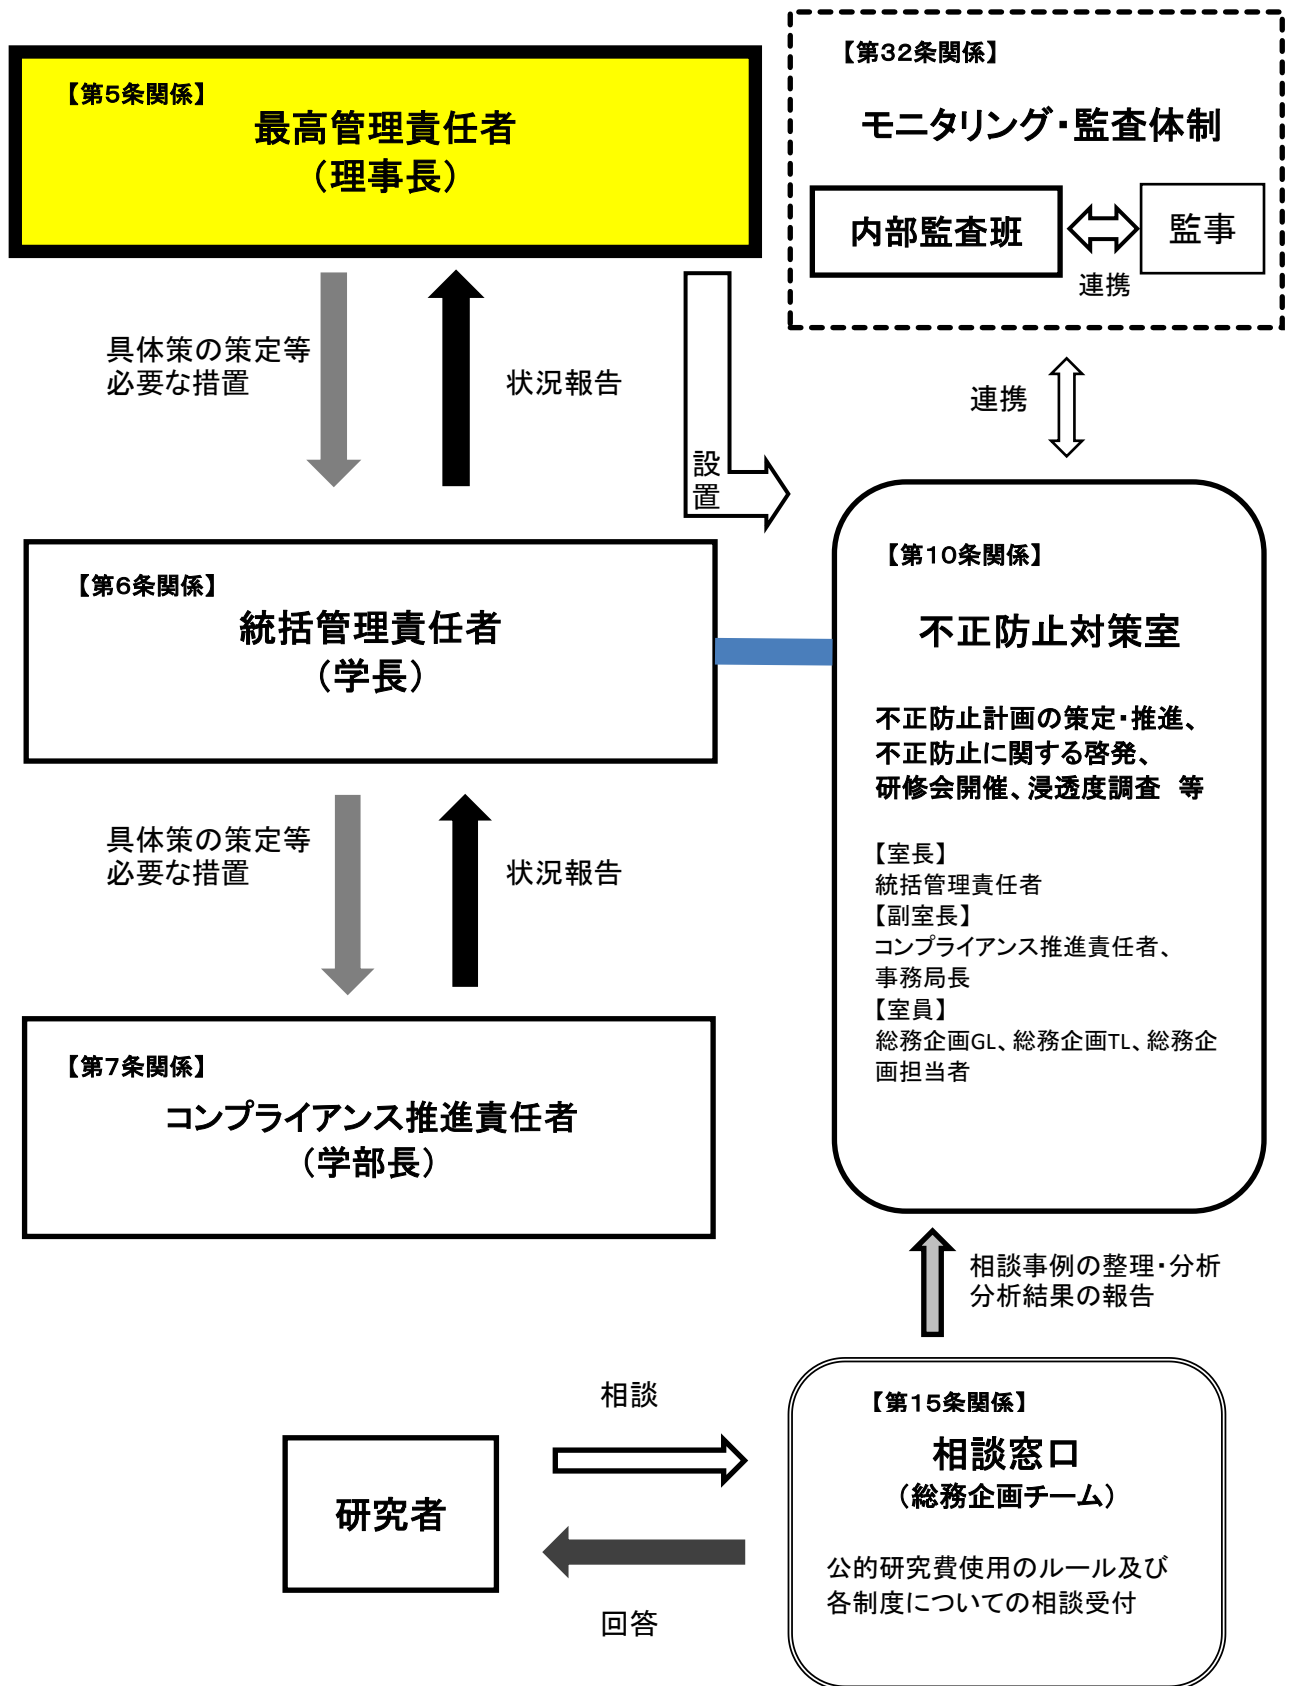 【第5条関係】
最高管理責任者
（理事長）
【第32条関係】
モニタリング・監査体制
内部監査班
監事
連携
具体策の策定等
必要な措置
状況報告
設
置
連携
【第6条関係】
統括管理責任者
（学長）
【第10条関係】
不正防止対策室
不正防止計画の策定・推進、
不正防止に関する啓発、
研修会開催、浸透度調査　等
【室長】
統括管理責任者
【副室長】
コンプライアンス推進責任者、
事務局長
【室員】
総務企画GL、総務企画TL、総務企
画担当者
具体策の策定等
必要な措置
状況報告
【第7条関係】
コンプライアンス推進責任者
（学部長）
相談事例の整理・分析
分析結果の報告
相談
研究者
回答
【第15条関係】
相談窓口
（総務企画チーム）
公的研究費使用のルール及び
各制度についての相談受付